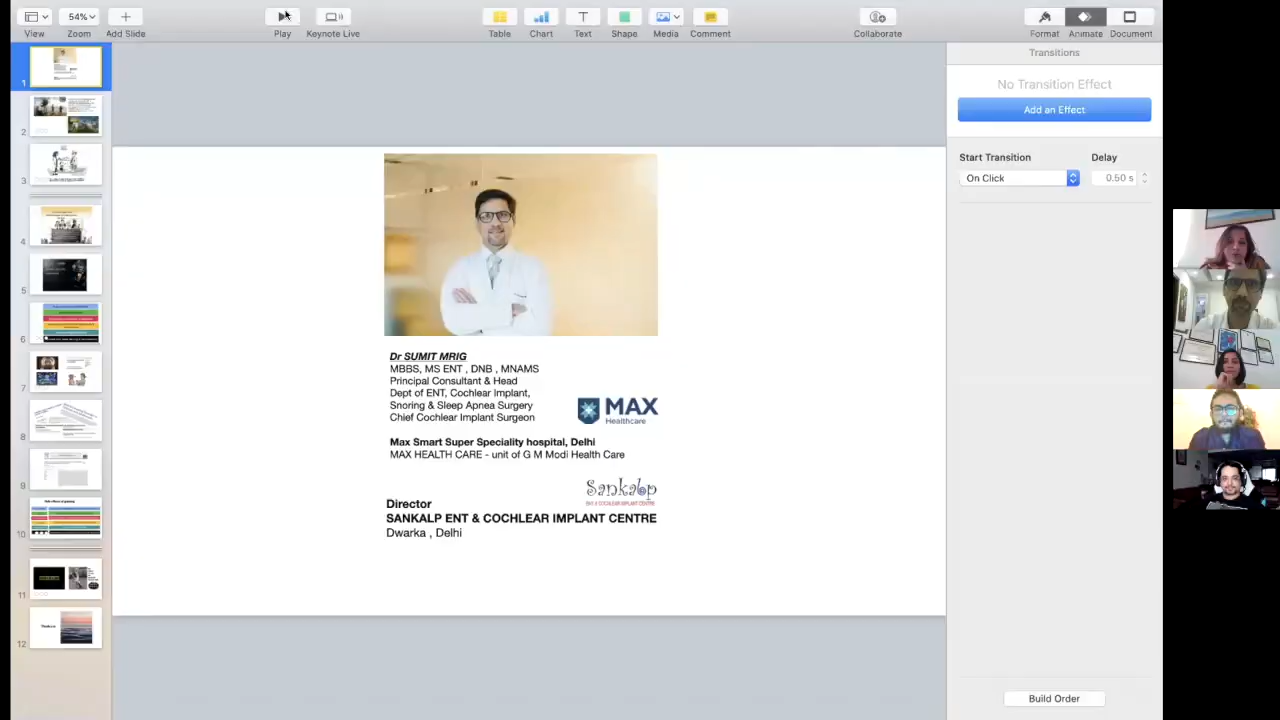 View
Zoom
54%
Add Slide
Play
Keynote Live
Table
Chart
Text
Shape
Media
Comment
Collaborate
Format
Animate
Document
Transitions
No Transition Effect
Add an Effect
Start Transition
Delay
On Click
0.50 s
Build Order
1
2
3
4
5
6
7
8
9
10
11
12
Dr SUMIT MRIG
MBBS, MS ENT , DNB , MNAMS
Principal Consultant & Head
Dept of ENT, Cochlear Implant,
Snoring & Sleep Apnea Surgery
Chief Cochlear Implant Surgeon
MAX
Healthcare
Max Smart Super Speciality hospital, Delhi
MAX HEALTH CARE - unit of G M Modi Health Care
Sankalp
ENT & COCHLEAR IMPLANT CENTRE
Director
SANKALP ENT & COCHLEAR IMPLANT CENTRE
Dwarka , Delhi